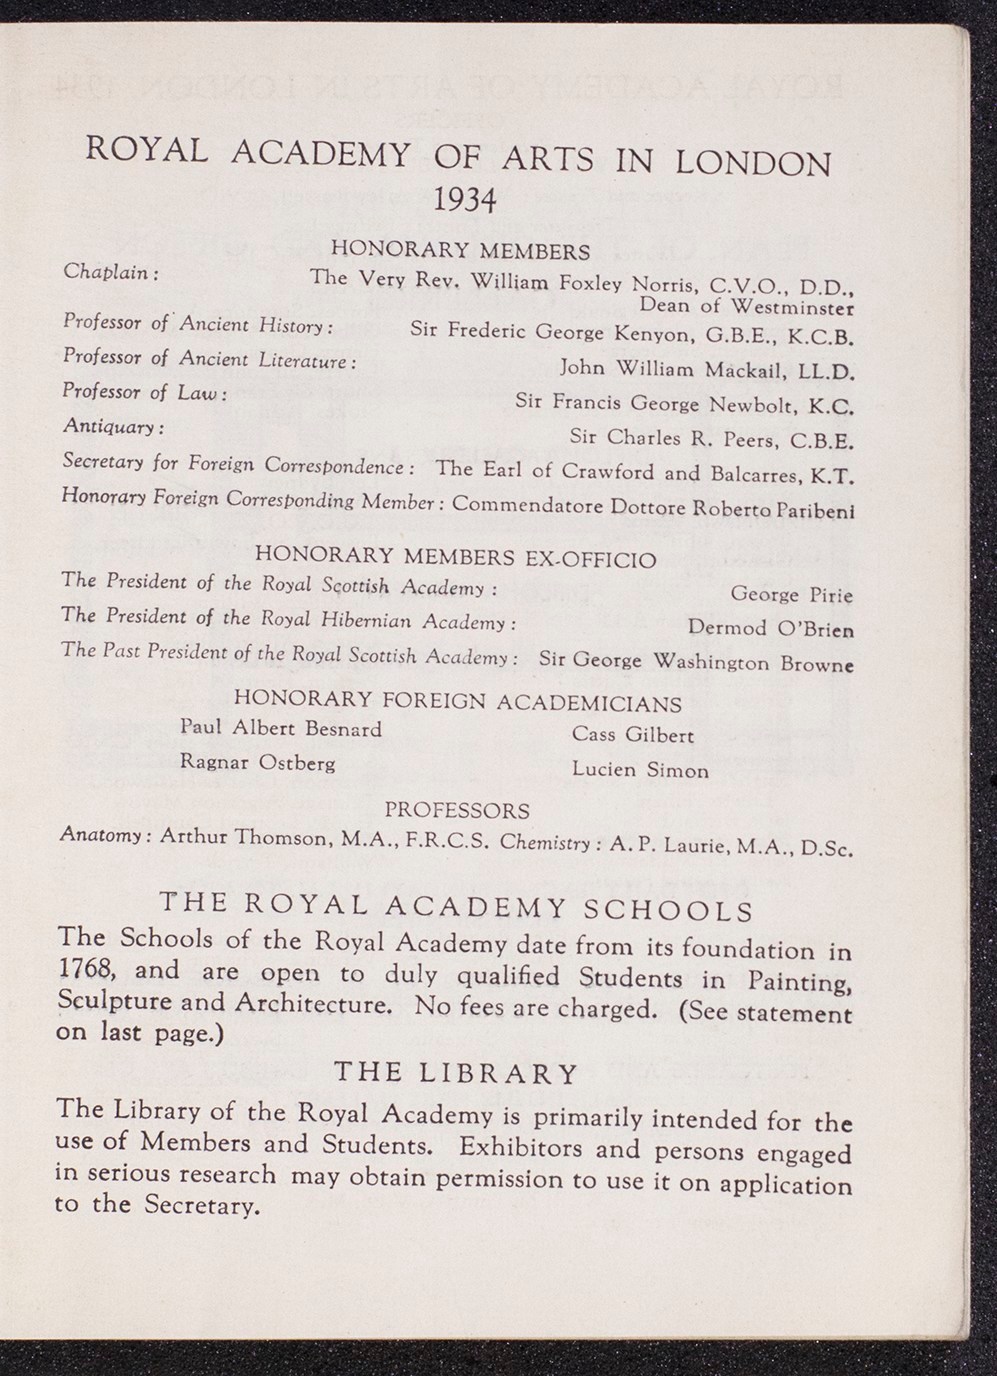 ROYAL ACADEMY OF ARTS IN LONDON
1934
HONORARY MEMBERS
Chaplain: The Very Rev. William Foxley Norris, C.V.O., D.D.,
Dean of Westminster
Professor of Ancient History: Sir Frederic George Kenyon, G.B.E., K.C.B.
Professor of Ancient Literature: John William Mackail, LL.D.
Professor of Law: Sir Francis George Newbolt, K.C.
Antiquary: Sir Charles R. Peers, C.B.E.
Secretary for Foreign Correspondence: The Earl of Crawford and Balcarres, K.T.
Honorary Foreign Corresponding Member: Commendatore Dottore Roberto Paribeni
HONORARY MEMBERS EX-OFFICIO
The President of the Royal Scottish Academy: George Pirie
The President of the Royal Hibernian Academy: Dermod O'Brien
The Past President of the Royal Scottish Academy: Sir George Washington Browne
HONORARY FOREIGN ACADEMICIANS
Paul Albert Besnard Cass Gilbert
Ragnar Ostberg Lucien Simon
PROFESSORS
Anatomy: Arthur Thomson, M.A., F.R.C.S. Chemistry: A. P. Laurie, M.A., D.Sc.
THE ROYAL ACADEMY SCHOOLS
The Schools of the Royal Academy date from its foundation in
1768, and are open to duly qualified Students in Painting,
Sculpture and Architecture. No fees are charged. (See statement
on last page.)
THE LIBRARY
The Library of the Royal Academy is primarily intended for the
use of Members and Students. Exhibitors and persons engaged
in serious research may obtain permission to use it on application
to the Secretary.